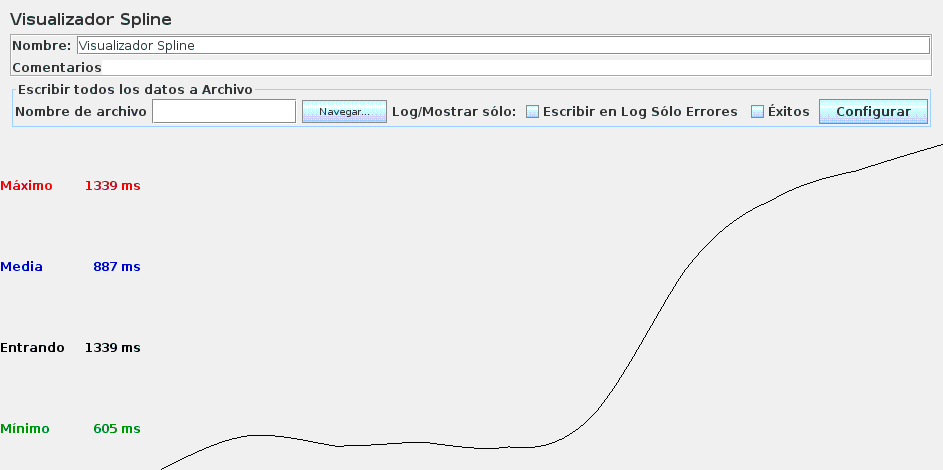 Visualizador Spline
Nombre: Visualizador Spline
Comentarios
Escribir todos los datos a Archivo
Nombre de archivo Navegar... Log/Mostrar sólo: Escribir en Log Sólo Errores Éxitos Configurar
Máximo 1339 ms
Media 887 ms
Entrando 1339 ms
Mínimo 605 ms